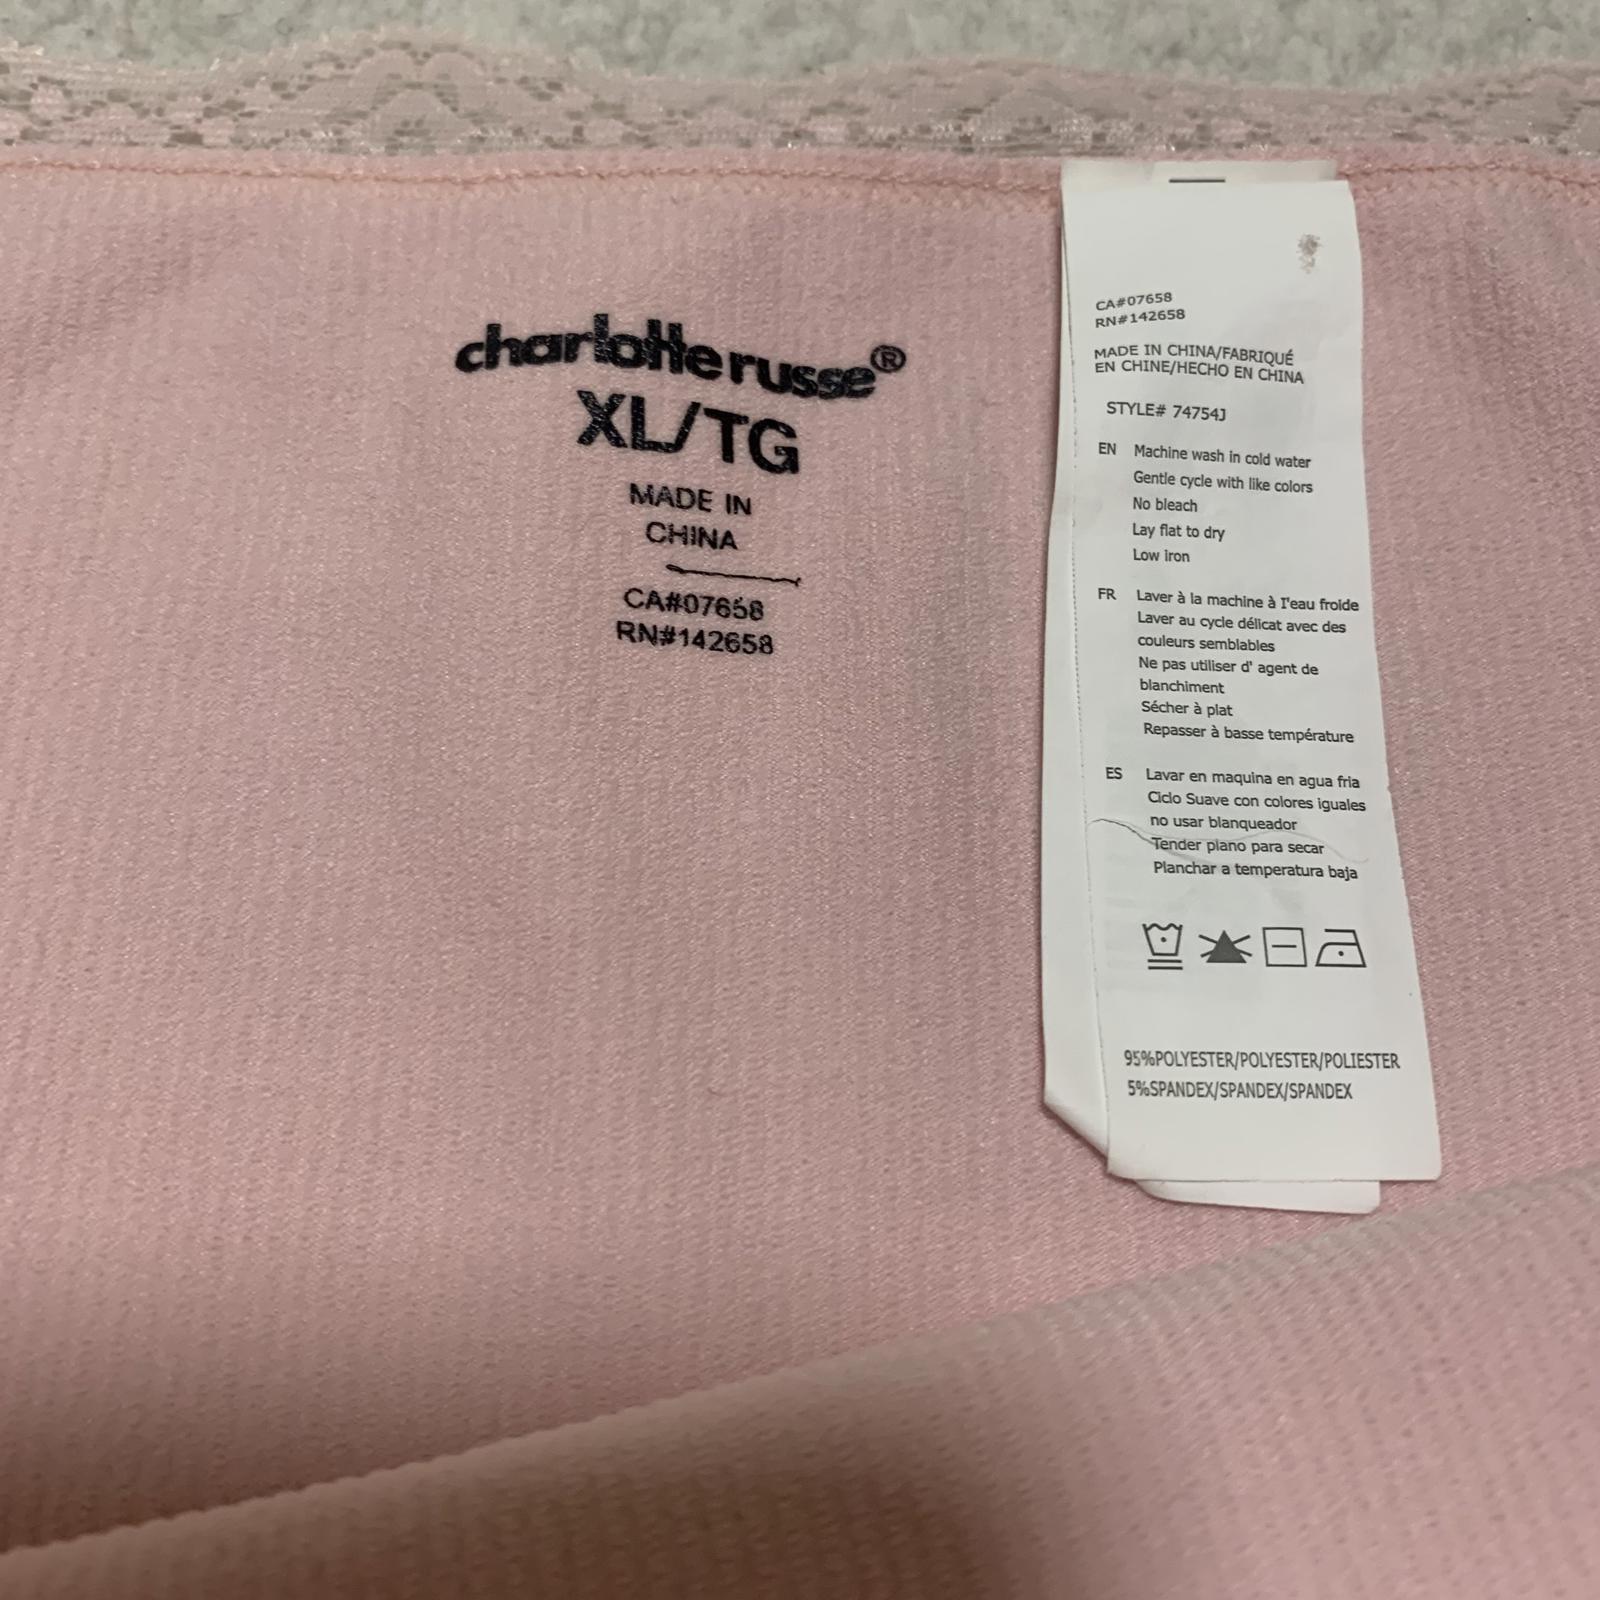 charlotte russe®
XL/TG
MADE IN
CHINA
CA#07658
RN#142658
CA#07658
RN#142658
MADE IN CHINA/FABRIQUÉ
EN CHINE/HECHO EN CHINA
STYLE# 74754J
EN Machine wash in cold water
Gentle cycle with like colors
No bleach
Lay flat to dry
Low iron
FR Laver à la machine à I'eau froide
Laver au cycle délicat avec des
couleurs semblables
Ne pas utiliser d' agent de
blanchiment
Sécher à plat
Repasser à basse température
ES Lavar en maquina en agua fria
Ciclo Suave con colores iguales
no usar blanqueador
Tender plano para secar
Planchar a temperatura baja
95%POLYESTER/POLYESTER/POLIESTER
5%SPANDEX/SPANDEX/SPANDEX